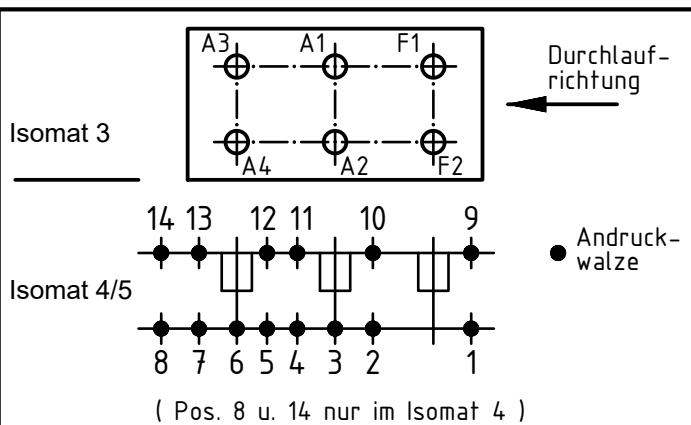 A3 A1 F1
Durchlauf-
richtung
Isomat 3
A4 A2 F2
14 13 12 11 10 9
Andruck-
walze
Isomat 4/5
8 7 6 5 4 3 2 1
( Pos. 8 u. 14 nur im Isomat 4 )